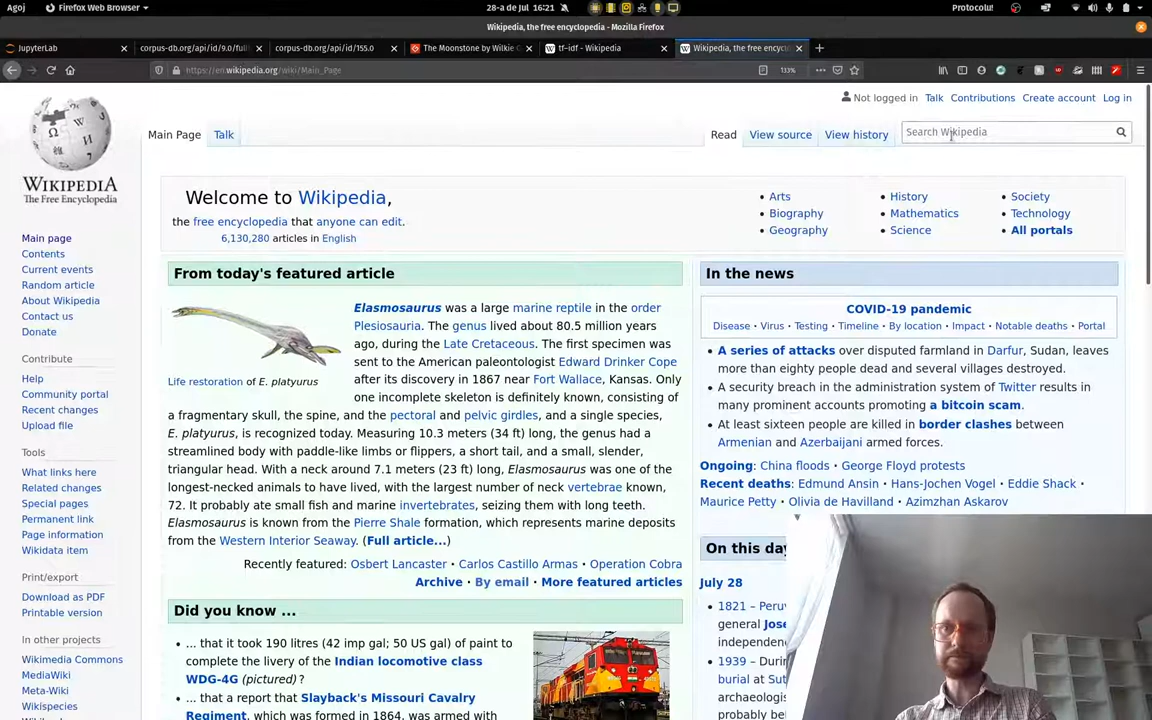 Agoj
Firefox Web Browser
28-a de Jul 16:21
Protocolu!
Wikipedia, the free encyclopedia - Mozilla Firefox
JupyterLab
corpus-db.org/api/id/9.0/full
corpus-db.org/api/id/155.0
The Moonstone by Wilkie C
tf-idf - Wikipedia
Wikipedia, the free encycl
https://en.wikipedia.org/wiki/Main_Page
133%
Not logged in
Talk
Contributions
Create account
Log in
Main Page
Talk
Read
View source
View history
Search Wikipedia
WIKIPEDIA
The Free Encyclopedia
Main page
Contents
Current events
Random article
About Wikipedia
Contact us
Donate
Contribute
Help
Community portal
Recent changes
Upload file
Tools
What links here
Related changes
Special pages
Permanent link
Page information
Wikidata item
Print/export
Download as PDF
Printable version
In other projects
Wikimedia Commons
MediaWiki
Meta-Wiki
Wikispecies
Welcome to Wikipedia,
the free encyclopedia that anyone can edit.
6,130,280 articles in English
• Arts
• Biography
• Geography
• History
• Mathematics
• Science
• Society
• Technology
• All portals
From today's featured article
Elasmosaurus was a large marine reptile in the order
Plesiosauria. The genus lived about 80.5 million years
ago, during the Late Cretaceous. The first specimen was
sent to the American paleontologist Edward Drinker Cope
after its discovery in 1867 near Fort Wallace, Kansas. Only
one incomplete skeleton is definitely known, consisting of
a fragmentary skull, the spine, and the pectoral and pelvic girdles, and a single species,
E. platyurus, is recognized today. Measuring 10.3 meters (34 ft) long, the genus had a
streamlined body with paddle-like limbs or flippers, a short tail, and a small, slender,
triangular head. With a neck around 7.1 meters (23 ft) long, Elasmosaurus was one of the
longest-necked animals to have lived, with the largest number of neck vertebrae known,
72. It probably ate small fish and marine invertebrates, seizing them with long teeth.
Elasmosaurus is known from the Pierre Shale formation, which represents marine deposits
from the Western Interior Seaway. (Full article...)
Life restoration of E. platyurus
Recently featured: Osbert Lancaster • Carlos Castillo Armas • Operation Cobra
Archive • By email • More featured articles
Did you know ...
• ... that it took 190 litres (42 imp gal; 50 US gal) of paint to
complete the livery of the Indian locomotive class
WDG-4G (pictured) ?
• ... that a report that Slayback's Missouri Cavalry
Regiment, which was formed in 1864, was armed with
In the news
COVID-19 pandemic
Disease • Virus • Testing • Timeline • By location • Impact • Notable deaths • Portal
• A series of attacks over disputed farmland in Darfur, Sudan, leaves
more than eighty people dead and several villages destroyed.
• A security breach in the administration system of Twitter results in
many prominent accounts promoting a bitcoin scam.
• At least sixteen people are killed in border clashes between
Armenian and Azerbaijani armed forces.
Ongoing: China floods • George Floyd protests
Recent deaths: Edmund Ansin • Hans-Jochen Vogel • Eddie Shack •
Maurice Petty • Olivia de Havilland • Azimzhan Askarov
On this day
July 28
• 1821 – Peru
general José
independen
• 1939 – Durin
burial at Sut
archaeologis
probably be